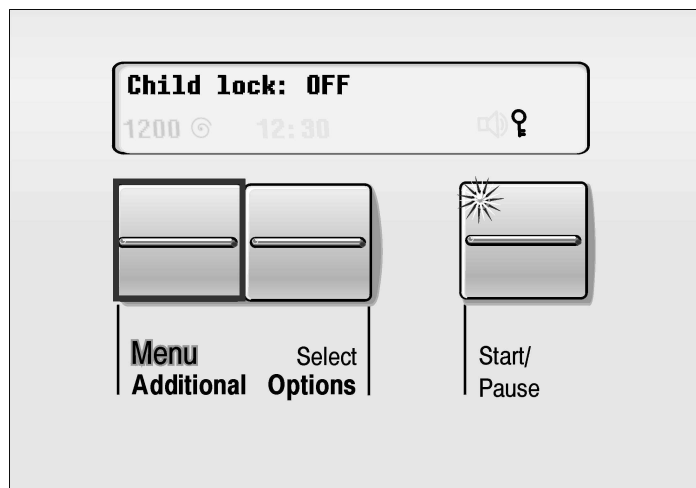 Child lock: OFF
1200 12:30
Menu Select
Additional Options
Start/
Pause